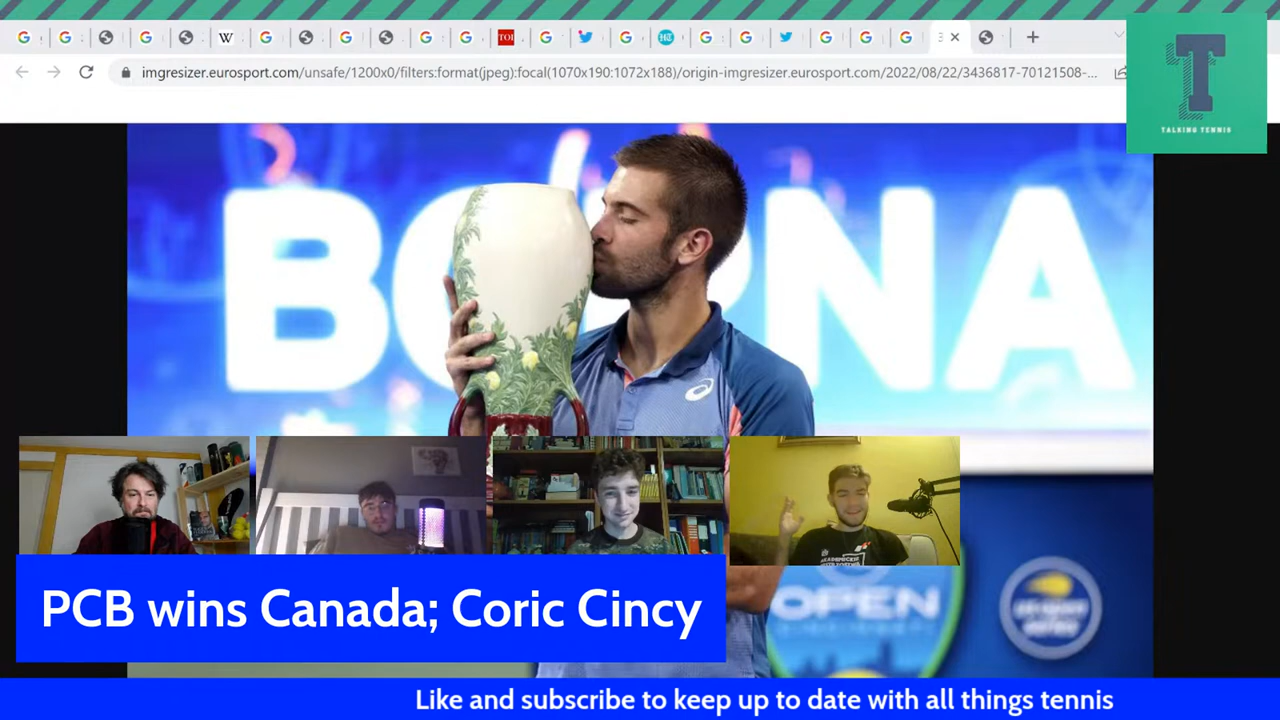 imgresizer.eurosport.com/unsafe/1200x0/filters:format(jpeg):focal(1070x190:1072x188)/origin-imgresizer.eurosport.com/2022/08/22/3436817-70121508-...
T
TALKING TENNIS
NA
PCB wins Canada; Coric Cincy
OPEN
Like and subscribe to keep up to date with all things tennis